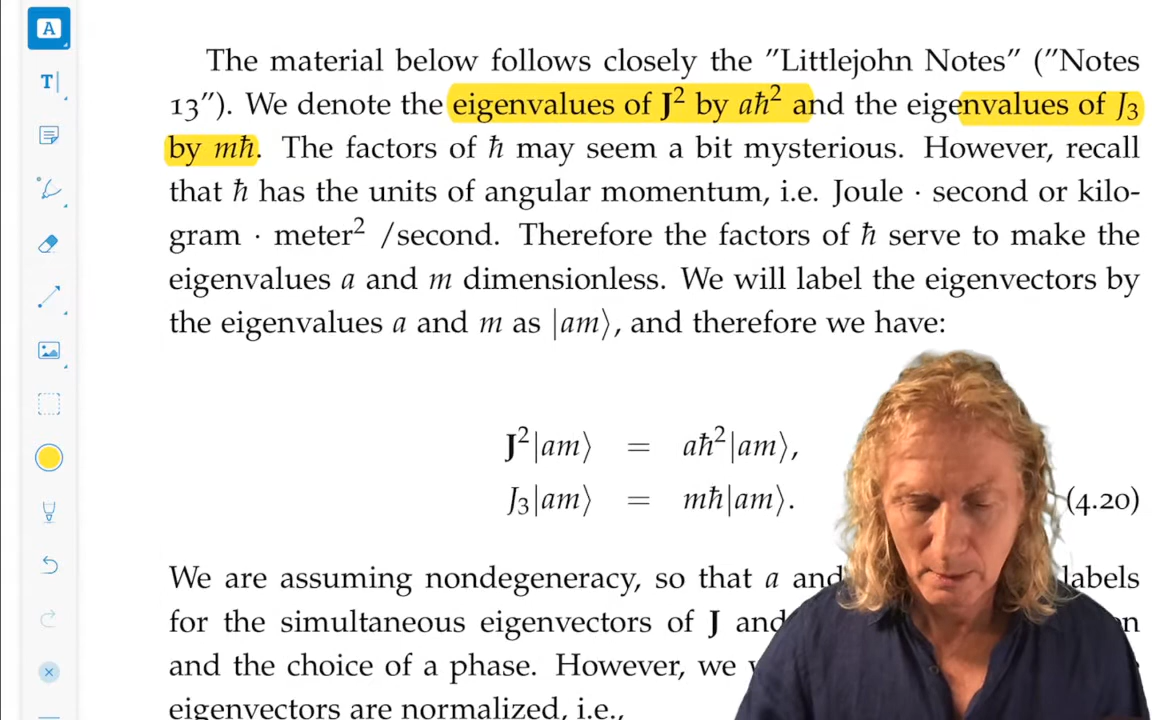 The material below follows closely the ”Littlejohn Notes” (”Notes
13”). We denote the eigenvalues of J² by aħ² and the eigenvalues of J₃
by mħ. The factors of ħ may seem a bit mysterious. However, recall
that ħ has the units of angular momentum, i.e. Joule · second or kilo-
gram · meter² /second. Therefore the factors of ħ serve to make the
eigenvalues a and m dimensionless. We will label the eigenvectors by
the eigenvalues a and m as |am⟩, and therefore we have:
J²|am⟩ = aħ²|am⟩,
J₃|am⟩ = mħ|am⟩. (4.20)
We are assuming nondegeneracy, so that a and labels
for the simultaneous eigenvectors of J and
and the choice of a phase. However, we
eigenvectors are normalized, i.e.,
A
T